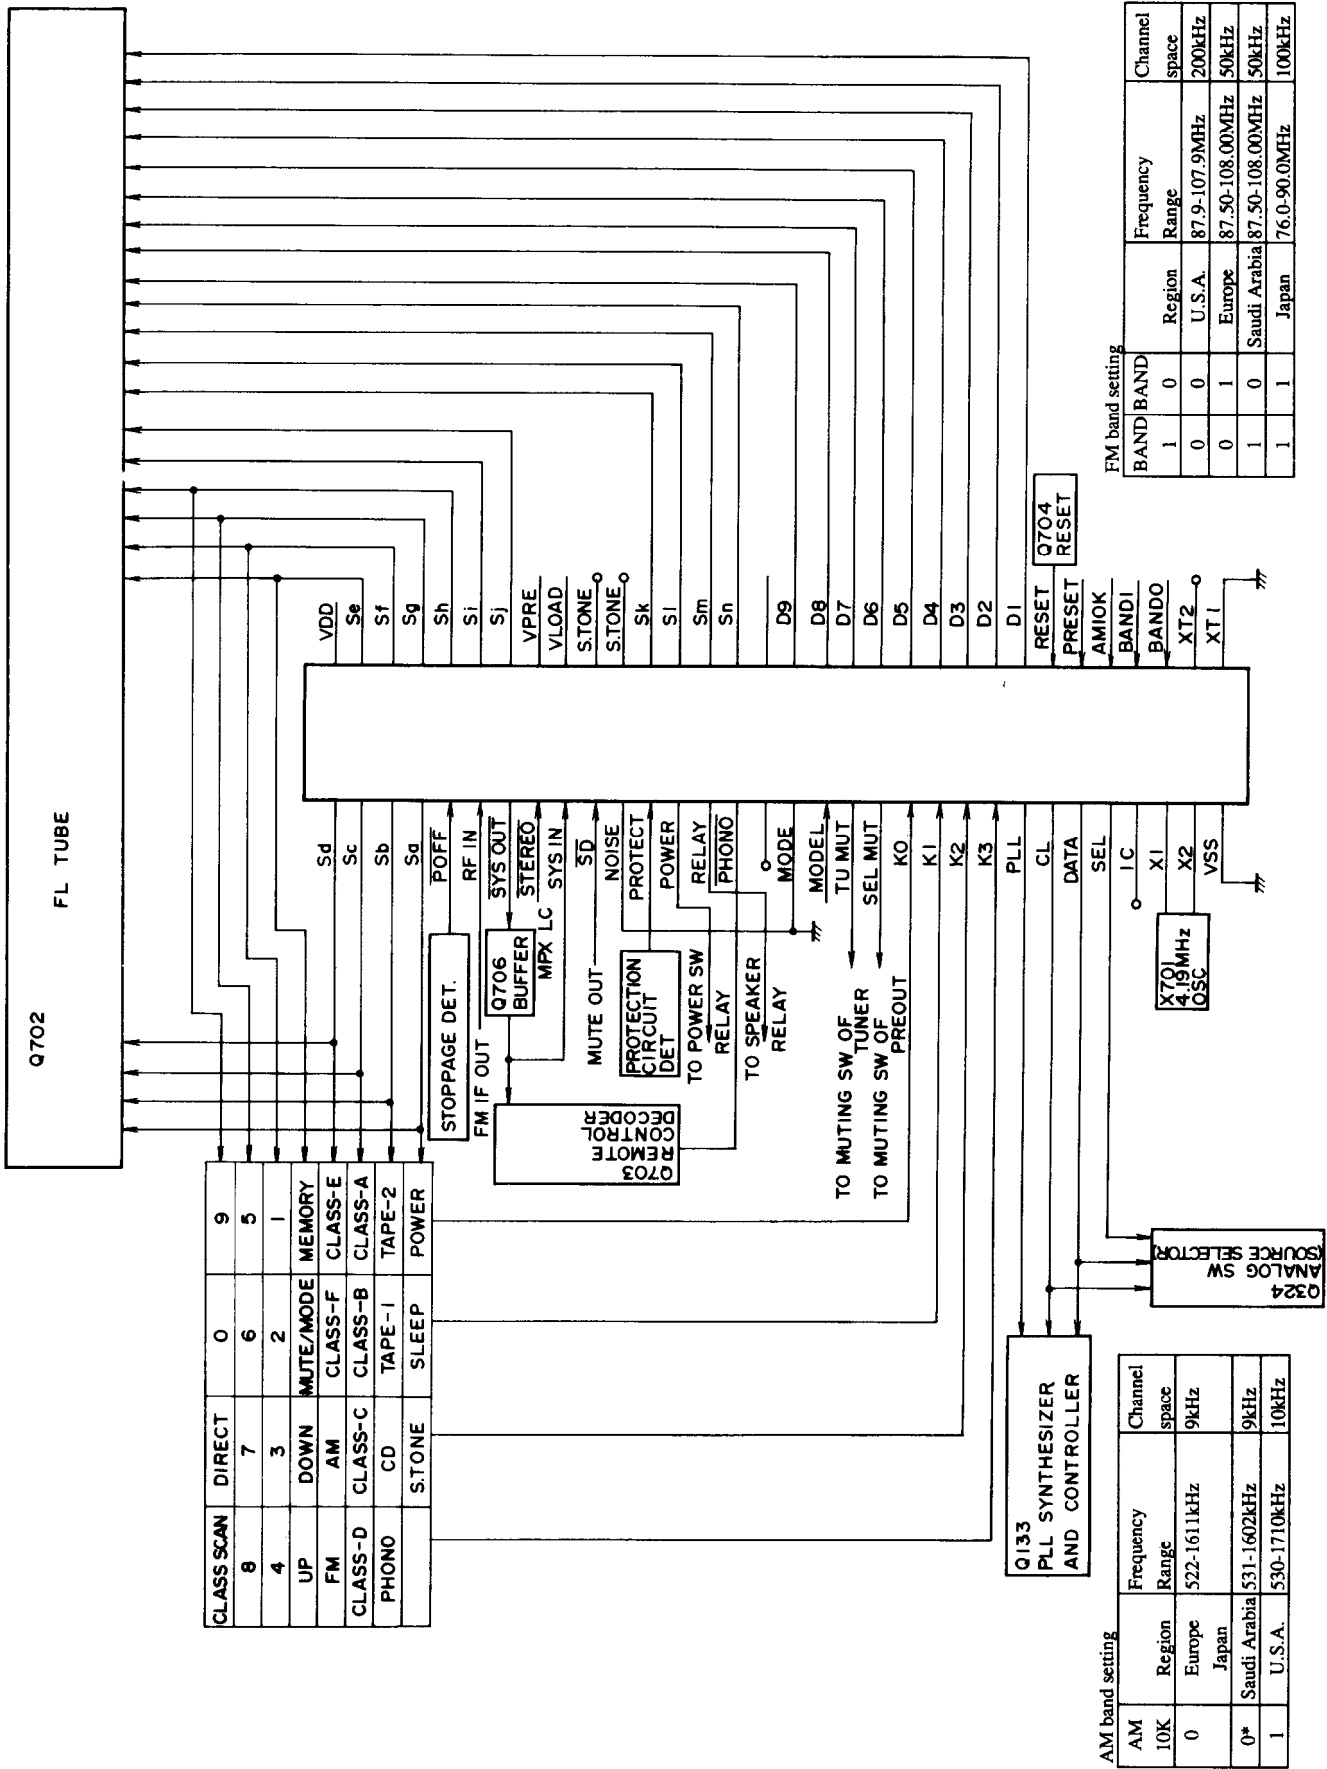 Q702
FL TUBE
CLASS SCAN DIRECT 0 9
8 7 6 5
4 3 2 1
UP DOWN MUTE/MODE MEMORY
FM AM CLASS-F CLASS-E
CLASS-D CLASS-C CLASS-B CLASS-A
PHONO CD TAPE-1 TAPE-2
S.TONE SLEEP POWER
VDD
Se
Sf
Sg
Sh
Si
Sj
VPRE
VLOAD
S.TONE
S.TONE
Sk
Sl
Sm
Sn
D9
D8
D7
D6
D5
D4
D3
D2
D1
RESET
PRESET
AM10K
BAND1
BAND0
XT2
XT1
Q704
RESET
Sd
Sc
Sb
Sa
POFF
RF IN
SYS OUT
STEREO
SYS IN
SD
NOISE
PROTECT
POWER
RELAY
PHONO
MODE
MODEL
TU MUT
SEL MUT
K0
K1
K2
K3
PLL
CL
DATA
SEL
IC
X1
X2
VSS
STOPPAGE DET.
FM IF OUT
Q706
BUFFER
MPX LC
MUTE OUT
PROTECTION
CIRCUIT
DET
TO POWER SW
RELAY
TO SPEAKER
RELAY
TO MUTING SW OF
TUNER
TO MUTING SW OF
PREOUT
Q703
REMOTE
CONTROL
DECODER
X701
4.19MHz
OSC
Q133
PLL SYNTHESIZER
AND CONTROLLER
Q324
ANALOG SW
(SOURCE SELECTOR)
AM band setting
AM Frequency Channel
10K Region Range space
0 Europe 522-1611kHz 9kHz
Japan
0* Saudi Arabia 531-1602kHz 9kHz
1 U.S.A. 530-1710kHz 10kHz
FM band setting
BAND BAND Frequency Channel
1 0 Region Range space
0 0 U.S.A. 87.9-107.9MHz 200kHz
0 1 Europe 87.50-108.00MHz 50kHz
1 0 Saudi Arabia 87.50-108.00MHz 50kHz
1 1 Japan 76.0-90.0MHz 100kHz